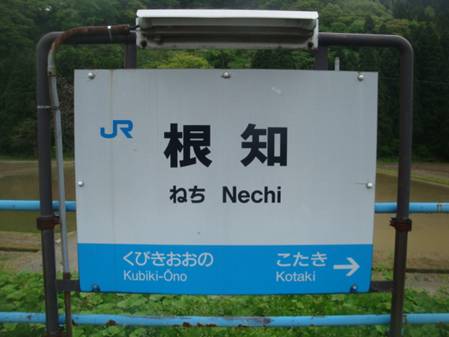 JR
根知
ねち Nechi
くびきおおの こたき →
Kubiki-Ōno Kotaki